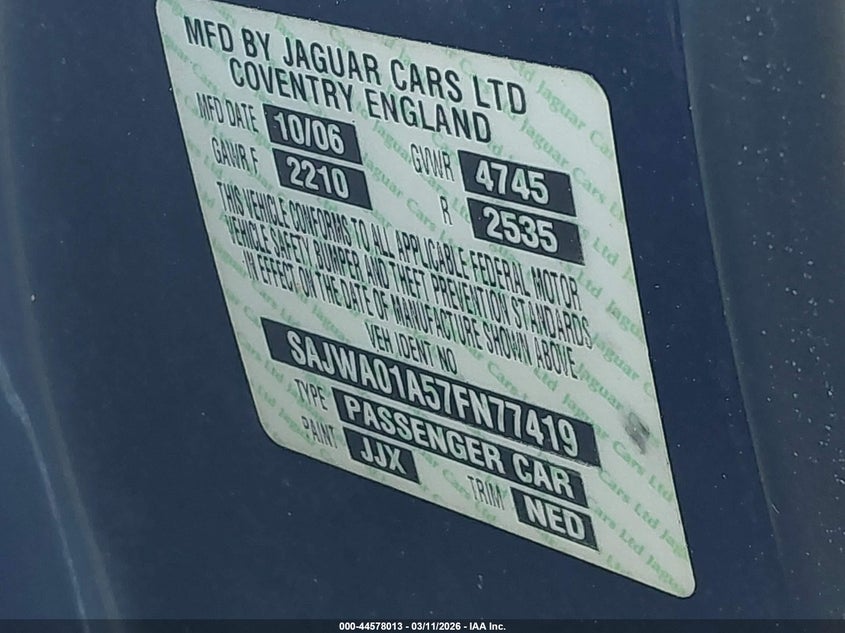 MFD BY JAGUAR CARS LTD
COVENTRY ENGLAND
MFD DATE 10/06 GVWR 4745
GAWR F 2210 R 2535
THIS VEHICLE CONFORMS TO ALL APPLICABLE FEDERAL MOTOR
VEHICLE SAFETY BUMPER AND THEFT PREVENTION STANDARDS
IN EFFECT ON THE DATE OF MANUFACTURE SHOWN ABOVE
VEH IDENT NO
SAJWA01A57FN77419
TYPE PASSENGER CAR
PAINT JJX TRIM NED
000-44578013 - 03/11/2026 - IAA Inc.